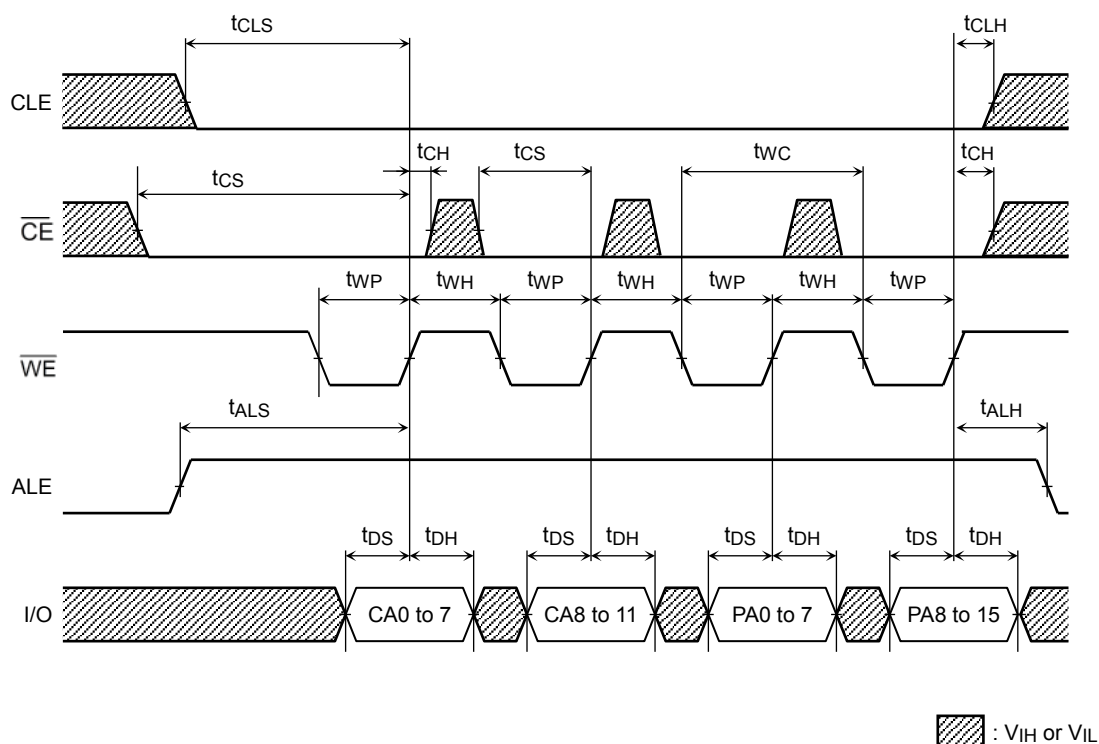 tCLS tCLH
CLE
tCH tCS tWC tCH
tCS
CE
tWP tWH tWP tWH tWP tWH tWP
WE
tALS tALH
ALE
tDS tDH tDS tDH tDS tDH tDS tDH
I/O CA0 to 7 CA8 to 11 PA0 to 7 PA8 to 15
: VIH or VIL